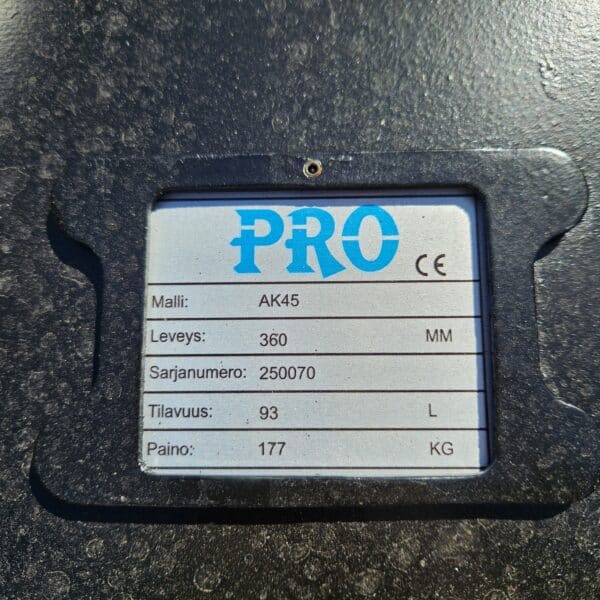 PRO
CE
Malli: AK45
Leveys: 360 MM
Sarjanumero: 250070
Tilavuus: 93 L
Paino: 177 KG